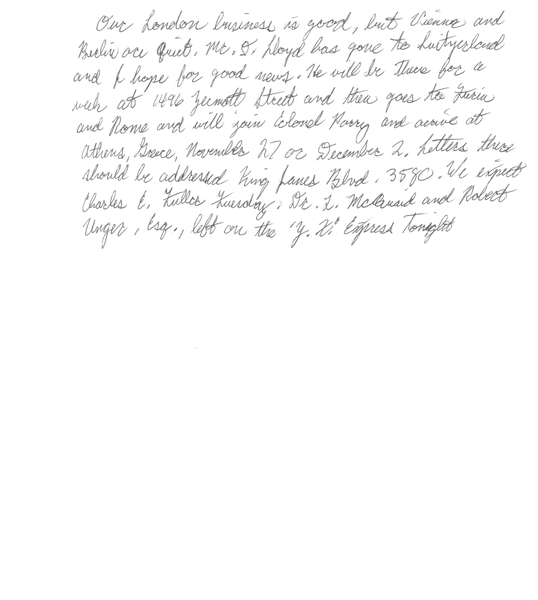 Our London business is good, but Vienna and
Berlin are quiet. Mr. D. Lloyd has gone to Switzerland
and I hope for good news. He will be there for a
week at 1496 Zermott Street and then goes to Turin
and Rome and will join Colonel Parry and arrive at
Athens, Greece, November 27 or December 2. Letters there
should be addressed King James Blvd. 3580. We expect
Charles E. Fuller Tuesday. Dr. L. McQuaid and Robert
Unger, Esq., left on the "Y. X." Express Tonight